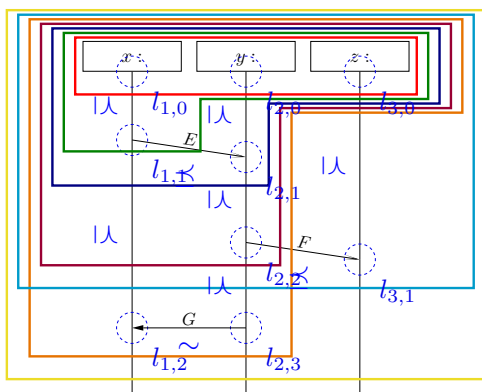 x : y : z :
l1,0 l2,0 l3,0
E
l1,1 l2,1
F
l2,2 l3,1
G
l1,2 l2,3